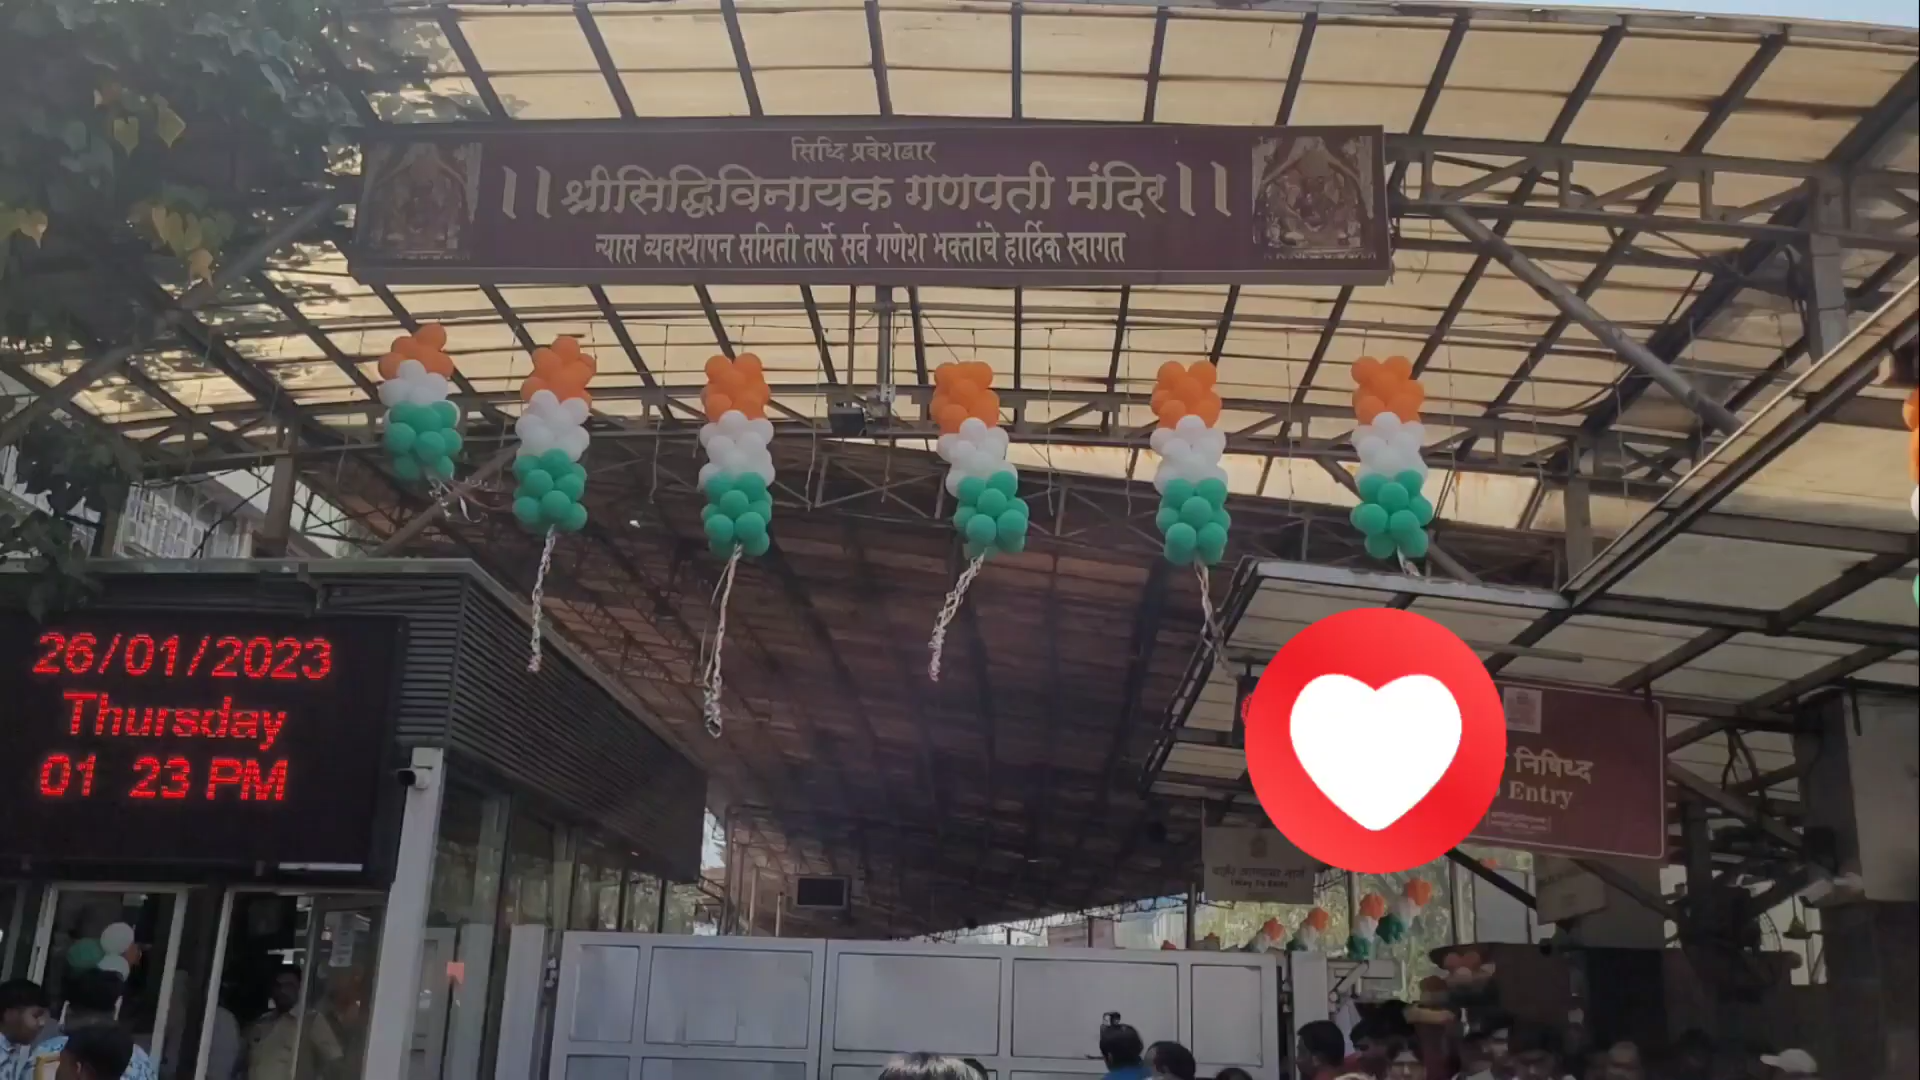 सिध्दि प्रवेशद्वार
||श्रीसिद्धिविनायक गणपती मंदिर||
न्यास व्यवस्थापन समिती तर्फे सर्व गणेश भक्तांचे हार्दिक स्वागत
26/01/2023
Thursday
01 23 PM
निषिध्द
Entry